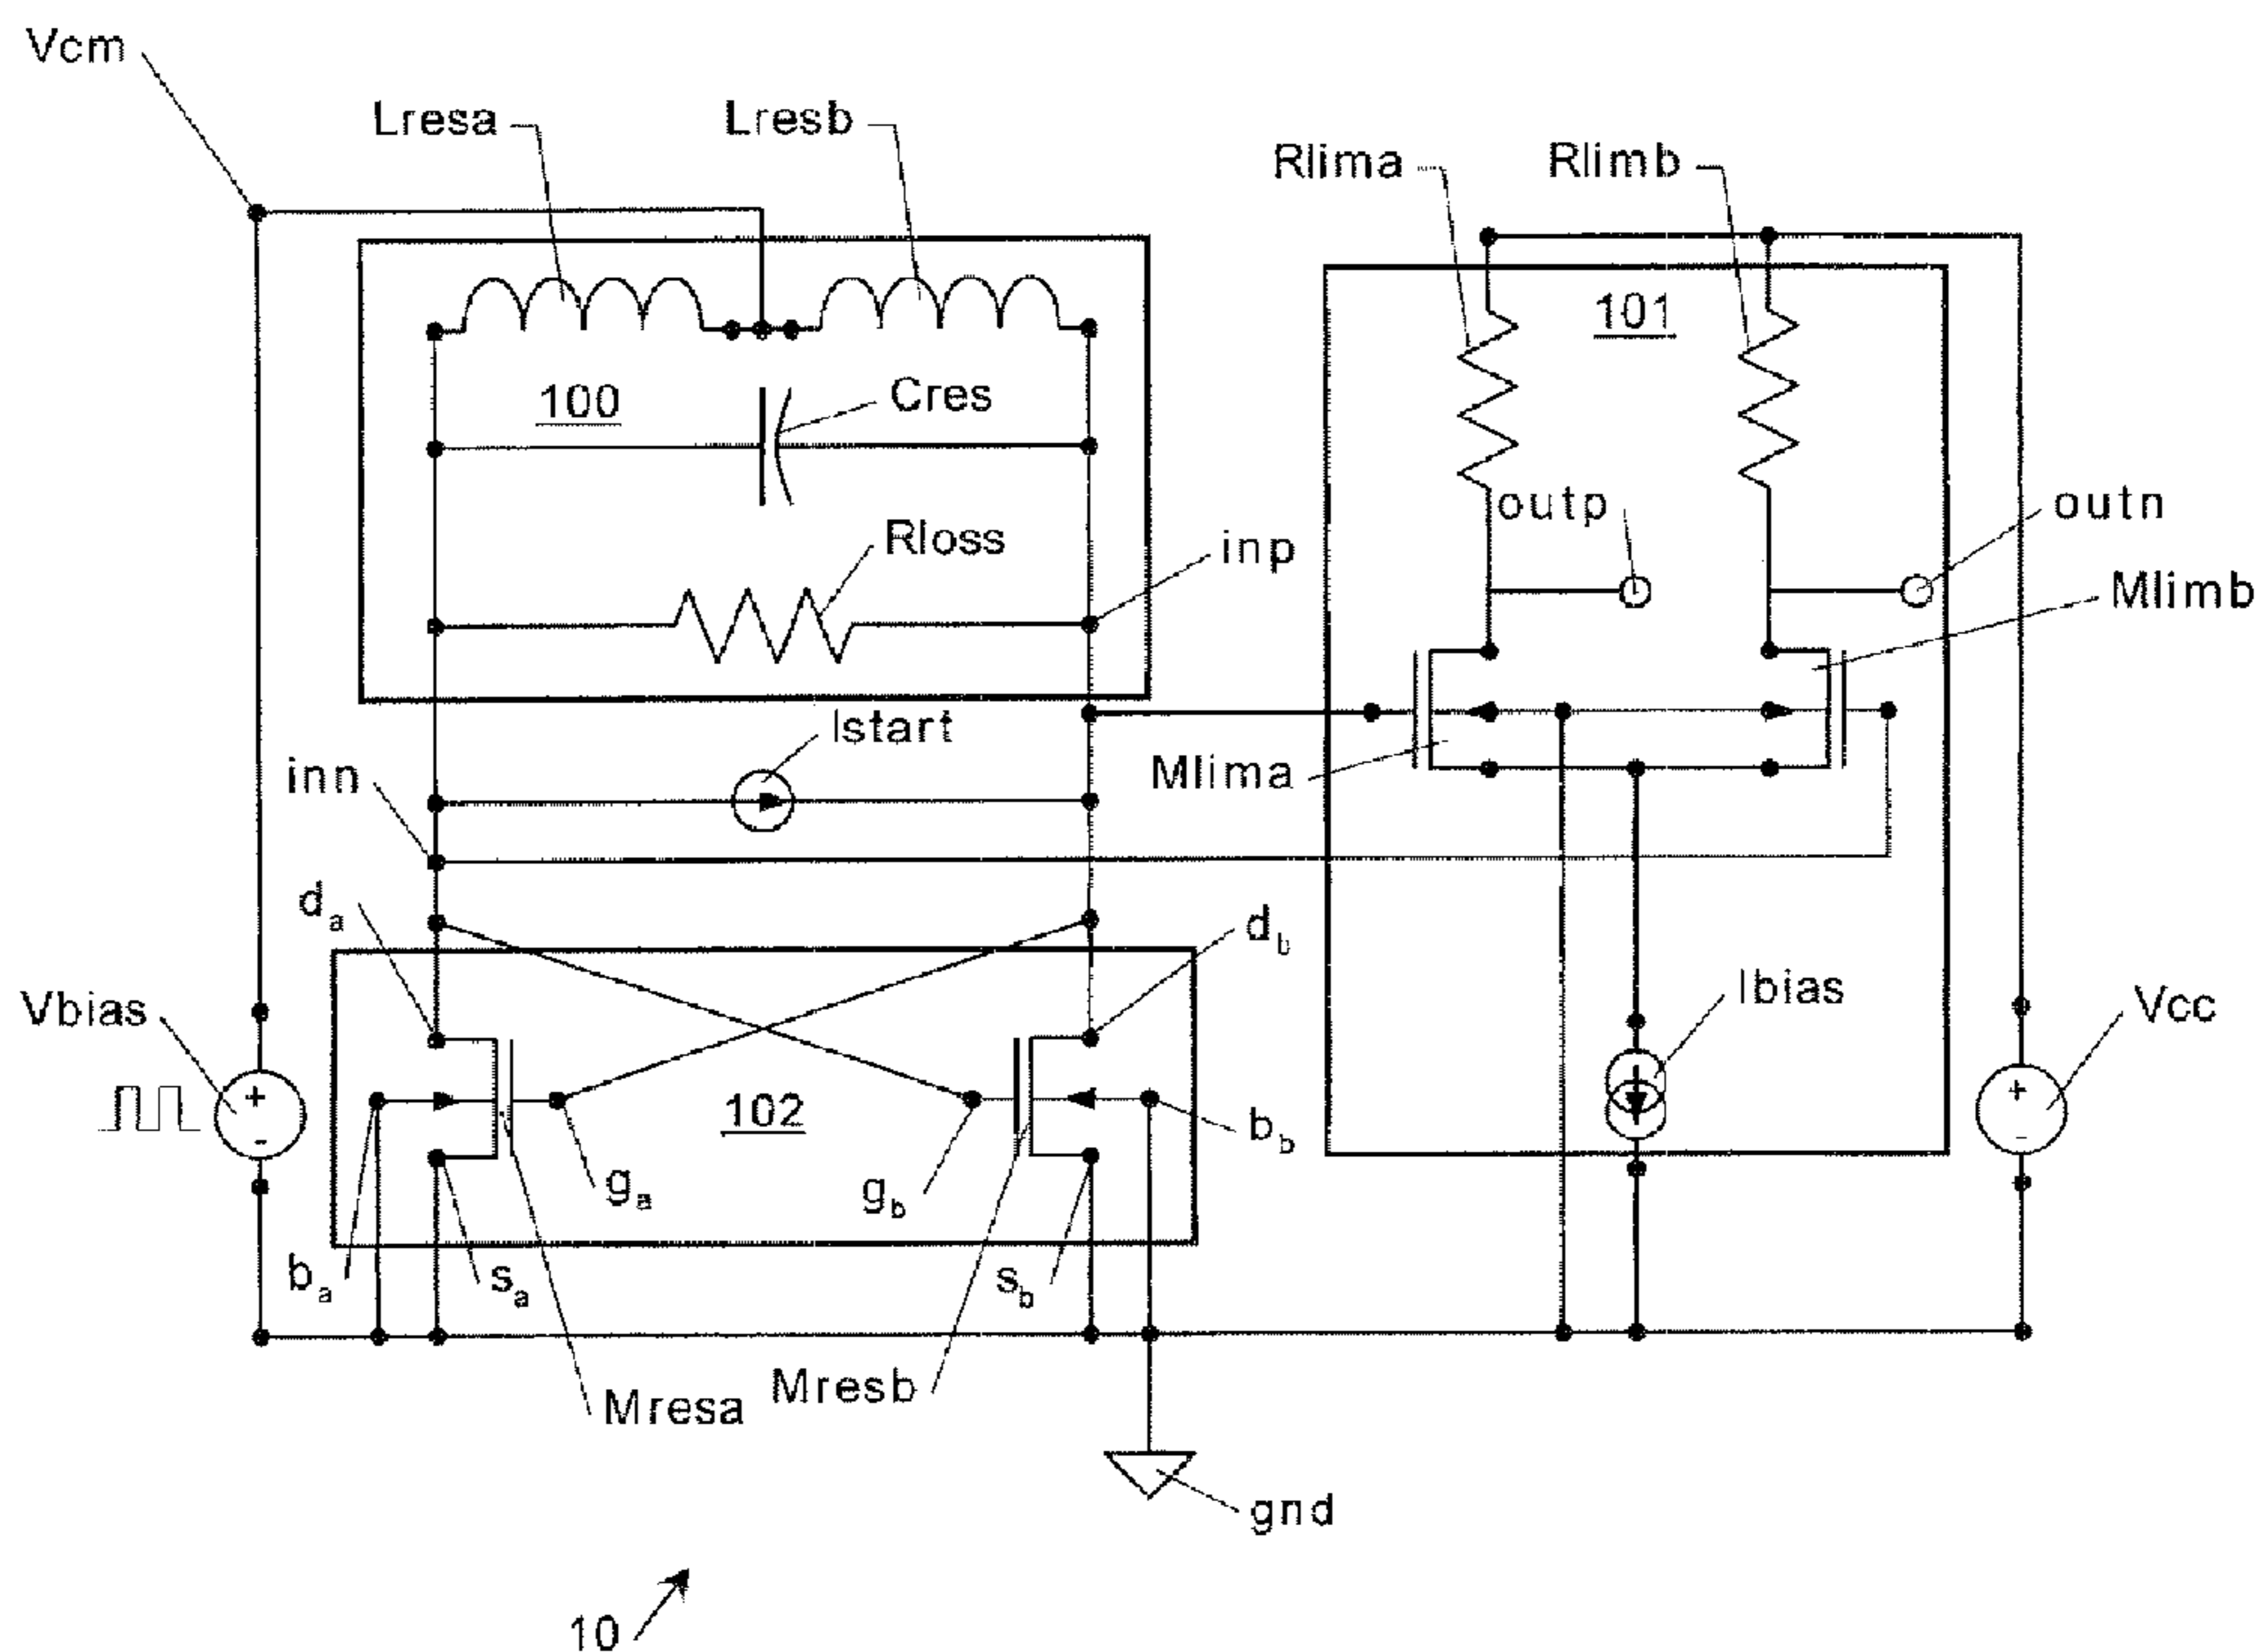 Vcm
Lresa
Lresb
Rlima
Rlimb
101
100
Cres
outp
outn
Rloss
inp
Mlimb
Istart
Mlima
inn
da
db
Ibias
Vbias
+
-
102
Vcc
+
-
ga
gb
bb
ba
sa
sb
Mresa
Mresb
gnd
10